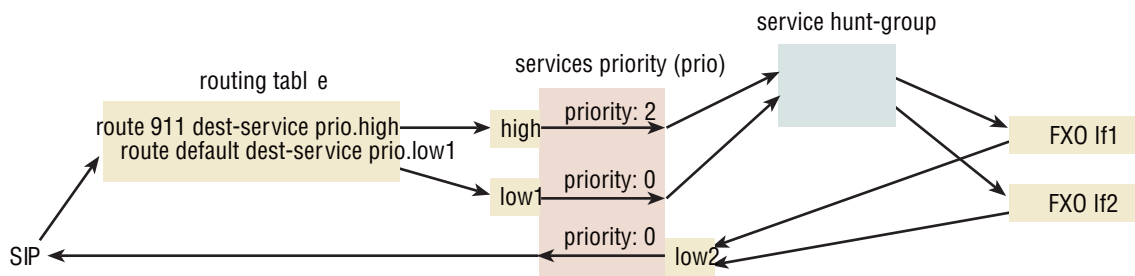 service hunt-group
services priority (prio)
routing tabl e
route 911 dest-service prio.high
route default dest-service prio.low1
high
priority: 2
low1
priority: 0
FXO If1
FXO If2
SIP
priority: 0
low2